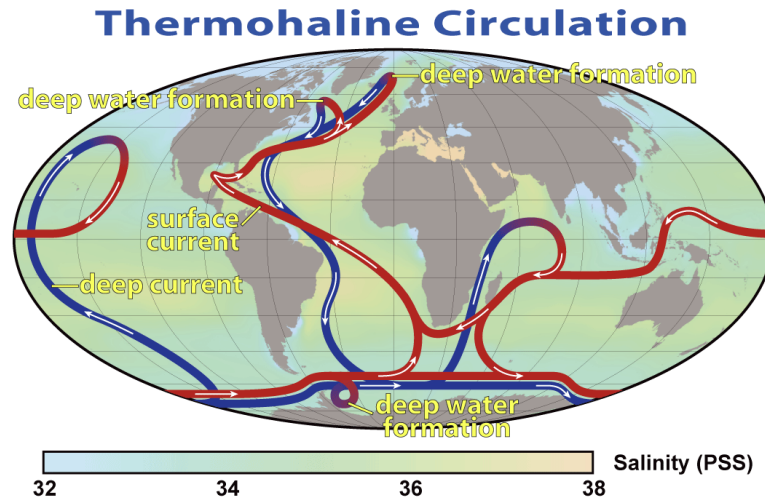 Thermohaline Circulation
deep water formation
deep water formation
surface
current
deep current
deep water
formation
32
34
36
38
Salinity (PSS)